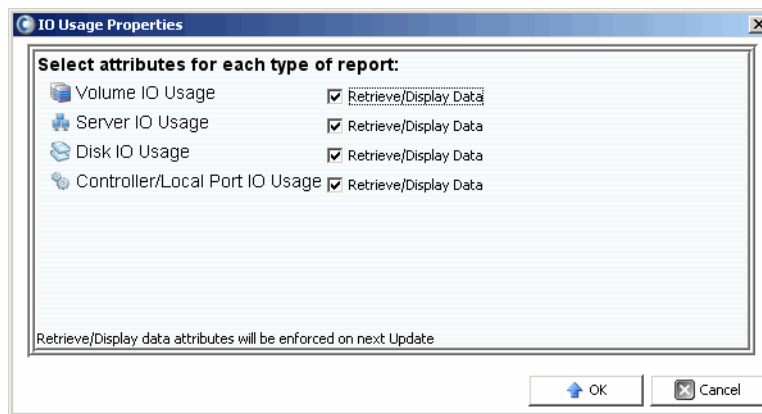 IO Usage Properties
Select attributes for each type of report:
Volume IO Usage Retrieve/Display Data
Server IO Usage Retrieve/Display Data
Disk IO Usage Retrieve/Display Data
Controller/Local Port IO Usage Retrieve/Display Data
Retrieve/Display data attributes will be enforced on next Update
OK Cancel